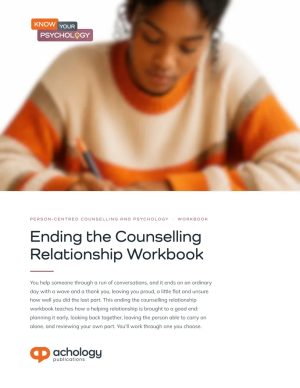 KNOW YOUR
PSYCHOLOGY
PERSON-CENTRED COUNSELLING AND PSYCHOLOGY · WORKBOOK
Ending the Counselling
Relationship Workbook
You help someone through a run of conversations, and it ends on an ordinary
day with a wave and a thank you, leaving you proud, a little flat and unsure
how well you did the last part. This ending the counselling relationship
workbook teaches how a helping relationship is brought to a good end:
planning it early, looking back together, leaving the person able to carry on
alone, and reviewing your own part. You'll work through one you choose.
achology
publications